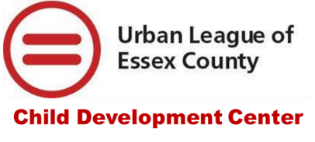 Urban League of
Essex County
Child Development Center